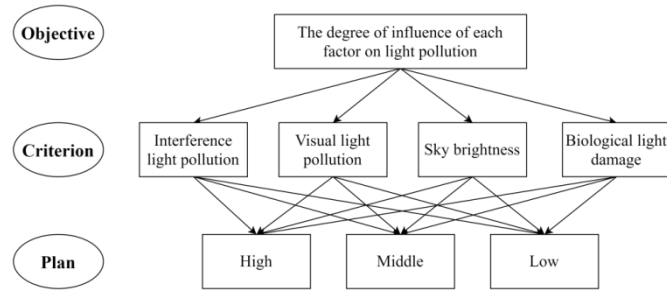 Objective
The degree of influence of each
factor on light pollution
Criterion
Interference
light pollution
Visual light
pollution
Sky brightness
Biological light
damage
Plan
High
Middle
Low